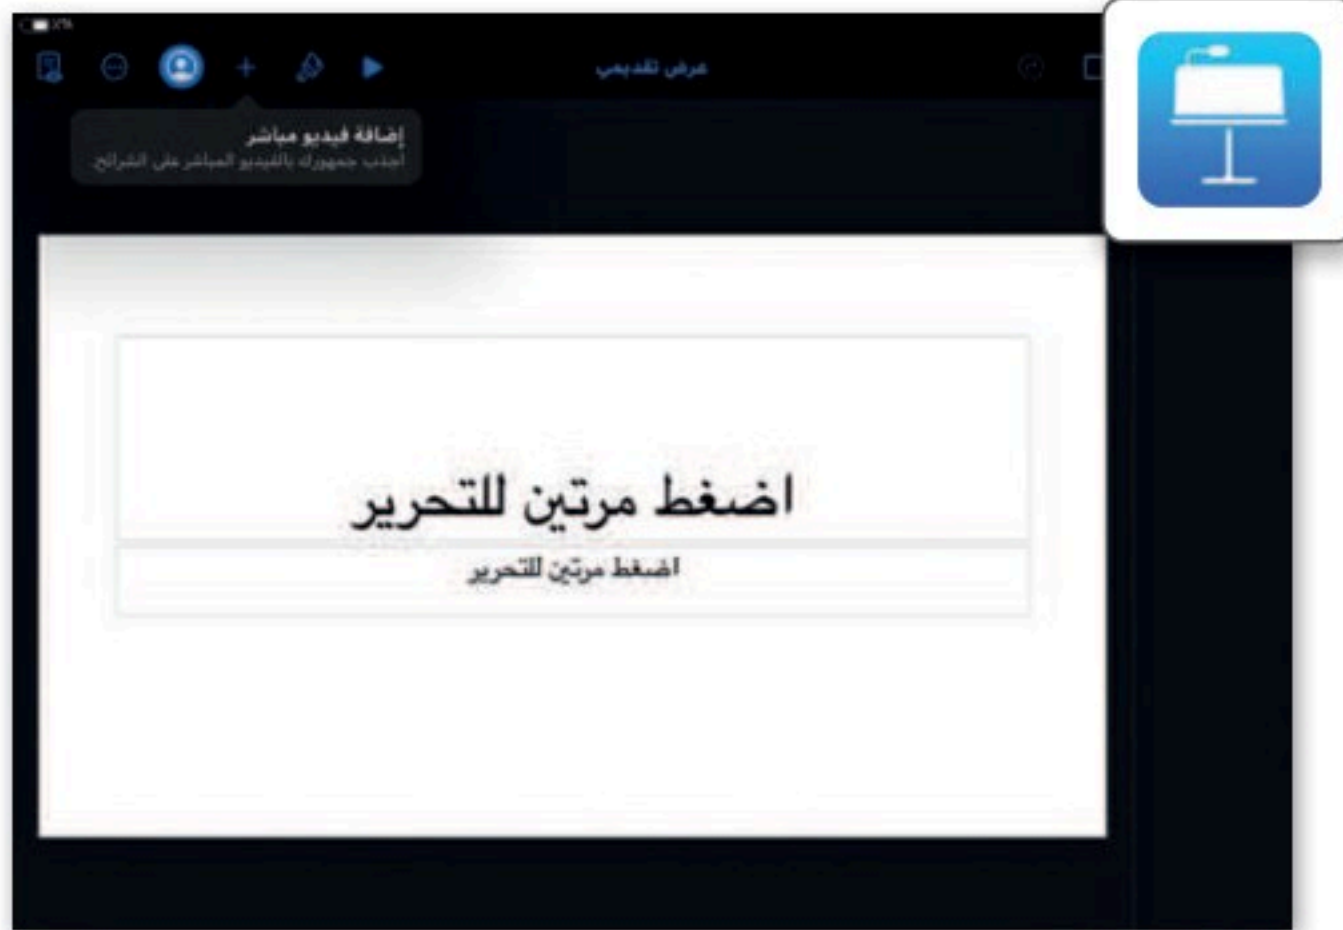 عرض تقديمي
إضافة فيديو مباشر
اجذب جمهورك بالفيديو المباشر على الشرائح.
اضغط مرتين للتحرير
اضغط مرتين للتحرير